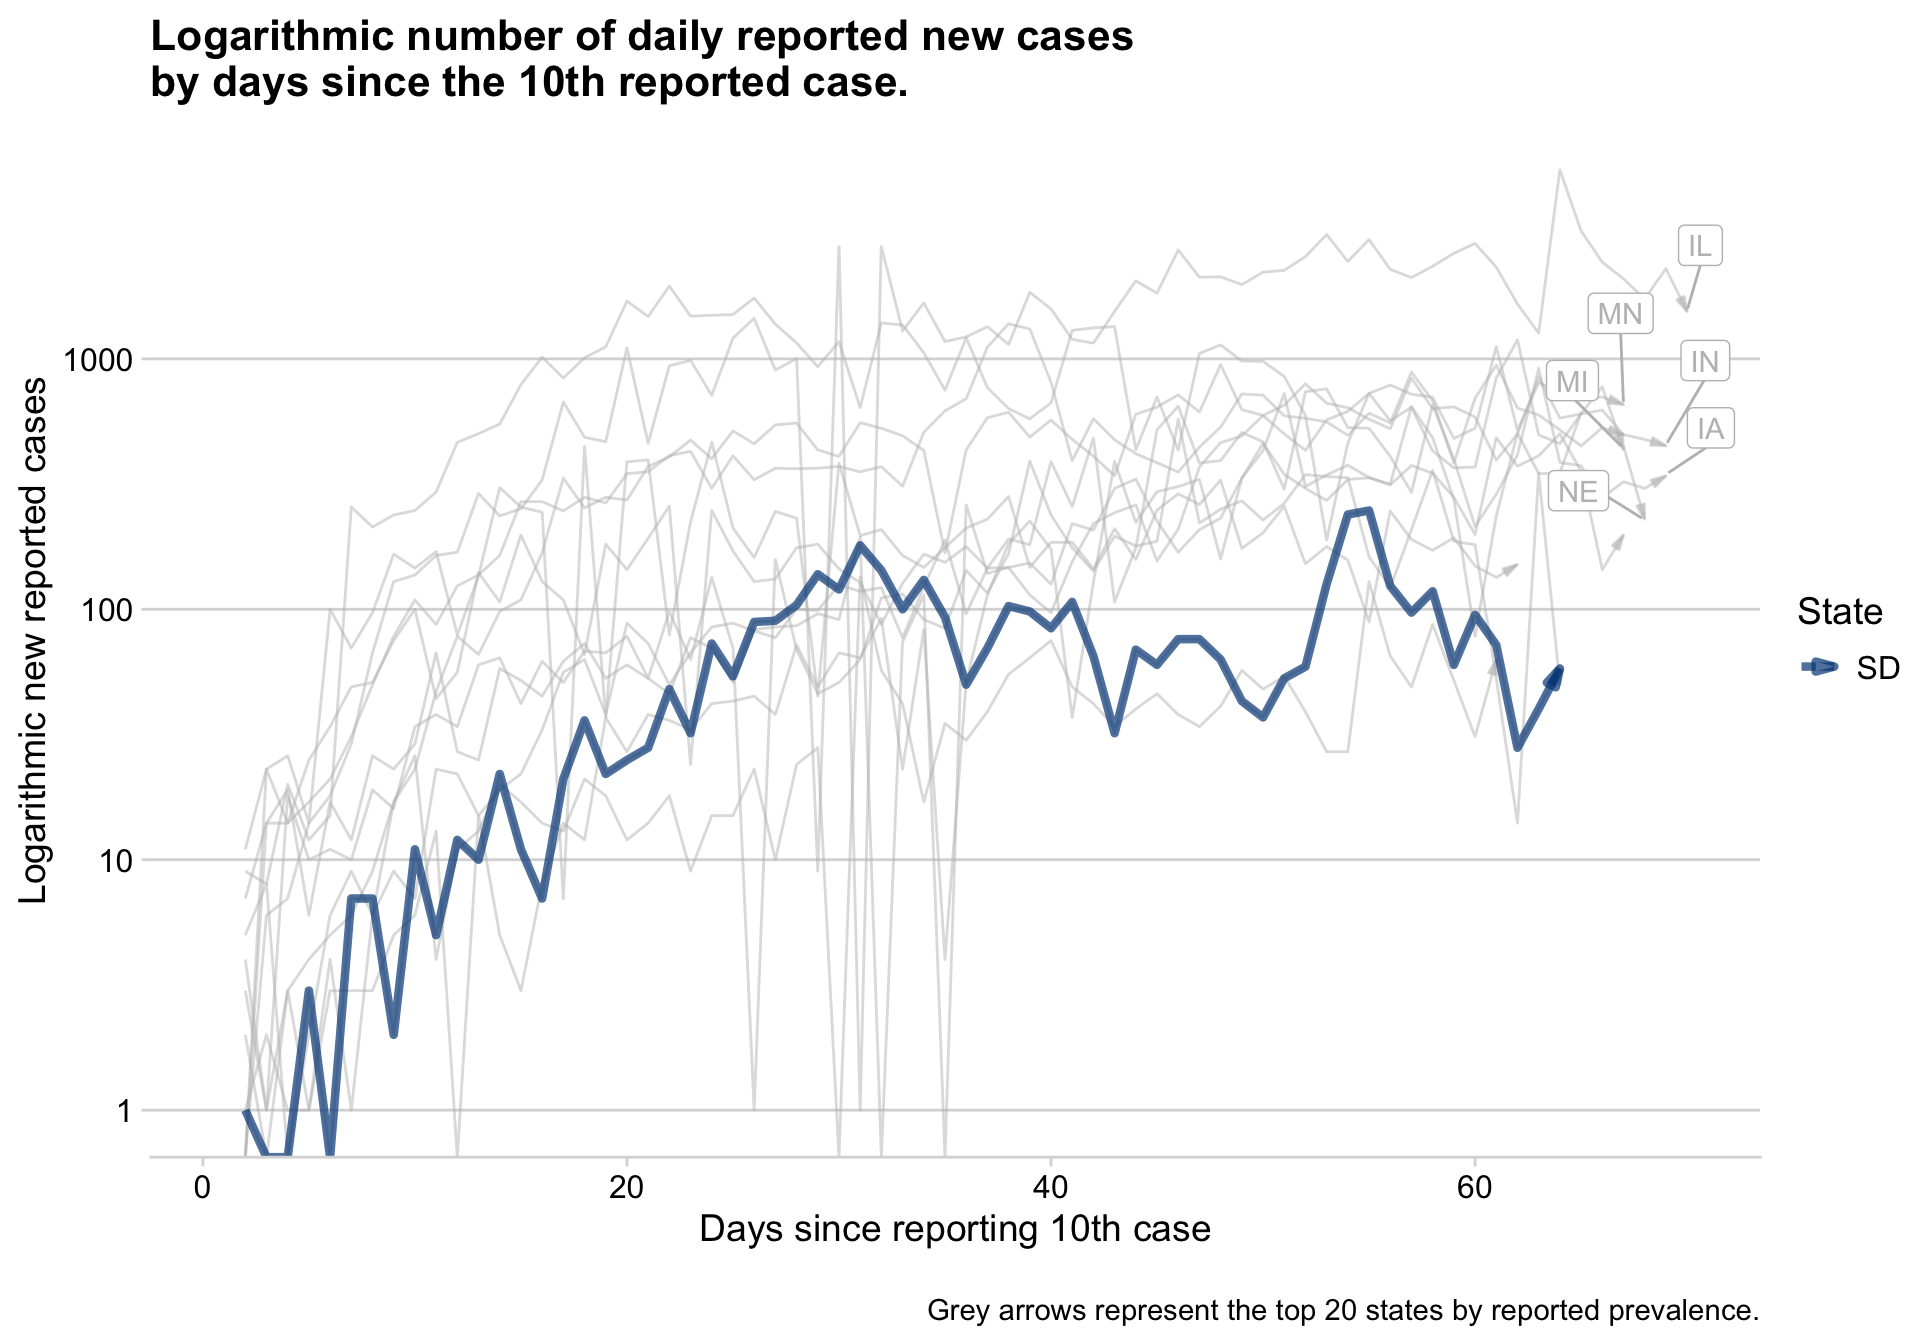 Logarithmic number of daily reported new cases
by days since the 10th reported case.
Logarithmic new reported cases
1000
100
10
1
IL
MN
IN
MI
IA
NE
State
SD
0
20
40
60
Days since reporting 10th case
Grey arrows represent the top 20 states by reported prevalence.